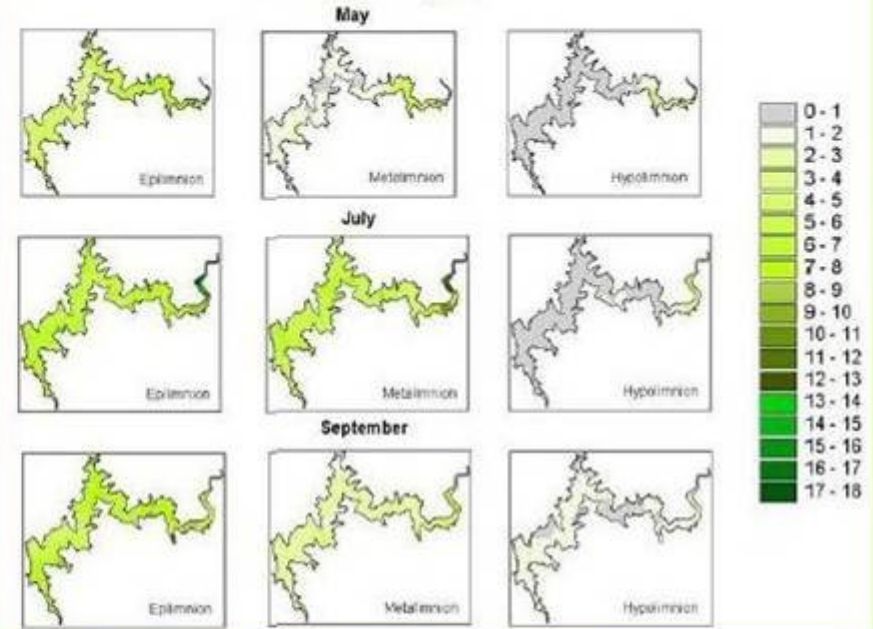 May
Epilimnion
Metalimnion
Hypolimnion
July
Epilimnion
Metalimnion
Hypolimnion
September
Epilimnion
Metalimnion
Hypolimnion
0 - 1
1 - 2
2 - 3
3 - 4
4 - 5
5 - 6
6 - 7
7 - 8
8 - 9
9 - 10
10 - 11
11 - 12
12 - 13
13 - 14
14 - 15
15 - 16
16 - 17
17 - 18